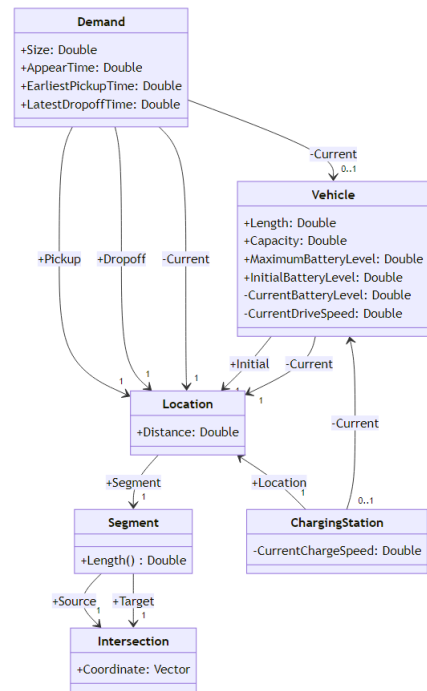 Demand
+Size: Double
+AppearTime: Double
+EarliestPickupTime: Double
+LatestDropoffTime: Double
-Current
0..1
Vehicle
+Length: Double
+Capacity: Double
+MaximumBatteryLevel: Double
+InitialBatteryLevel: Double
-CurrentBatteryLevel: Double
-CurrentDriveSpeed: Double
+Pickup
+Dropoff
-Current
+Initial
-Current
-Current
1
1
1
1
1
Location
+Distance: Double
+Segment
1
+Location
1
0..1
Segment
+Length() : Double
ChargingStation
-CurrentChargeSpeed: Double
+Source
+Target
1
1
Intersection
+Coordinate: Vector